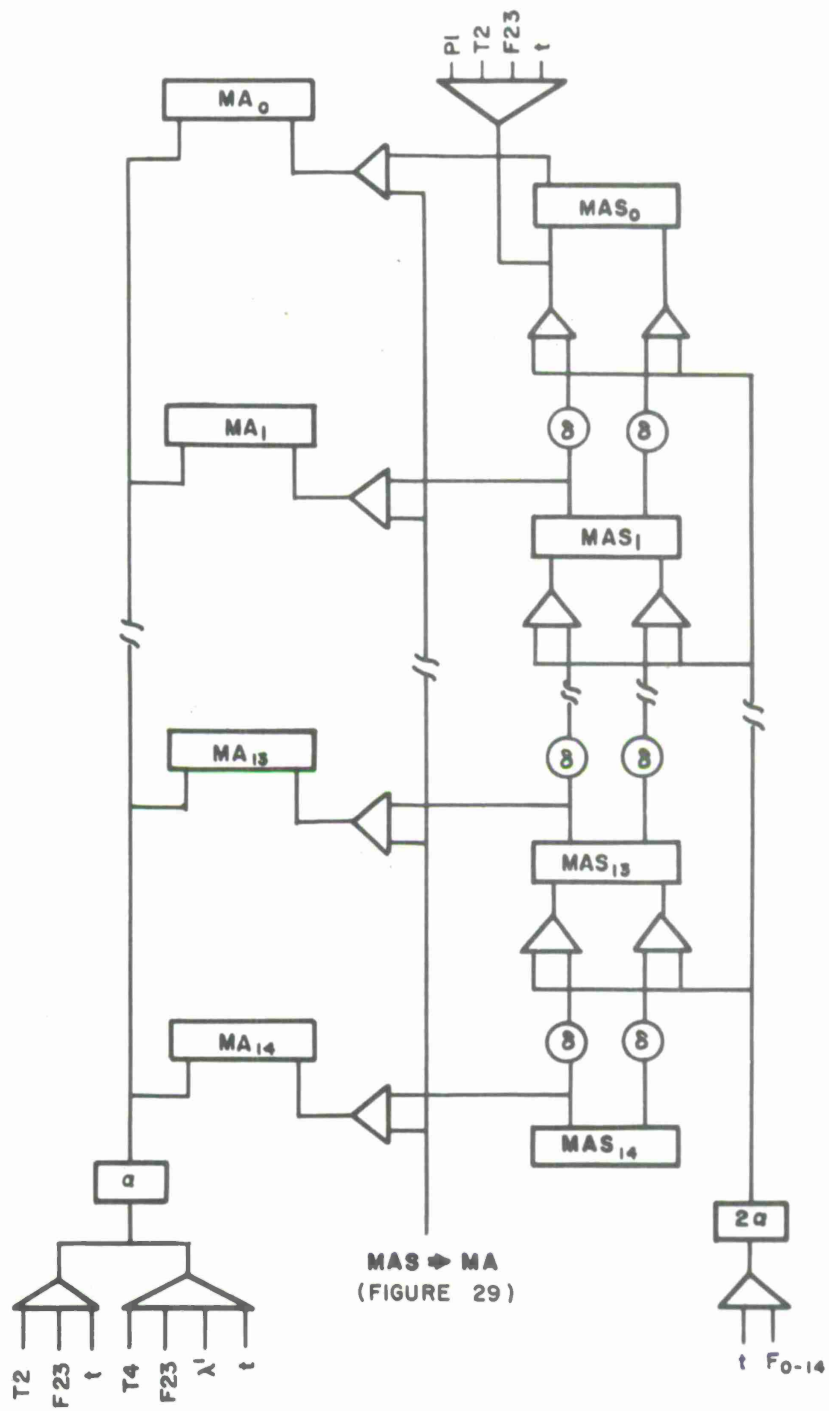 P1
T2
F23
t
MA0
MAS0
MA1
δ δ
MAS1
MA13
δ δ
MAS13
MA14
δ δ
MAS14
α
2α
MAS ⇒ MA
(FIGURE 29)
T2
F23
t
T4
F23
λ'
t
t F0-14